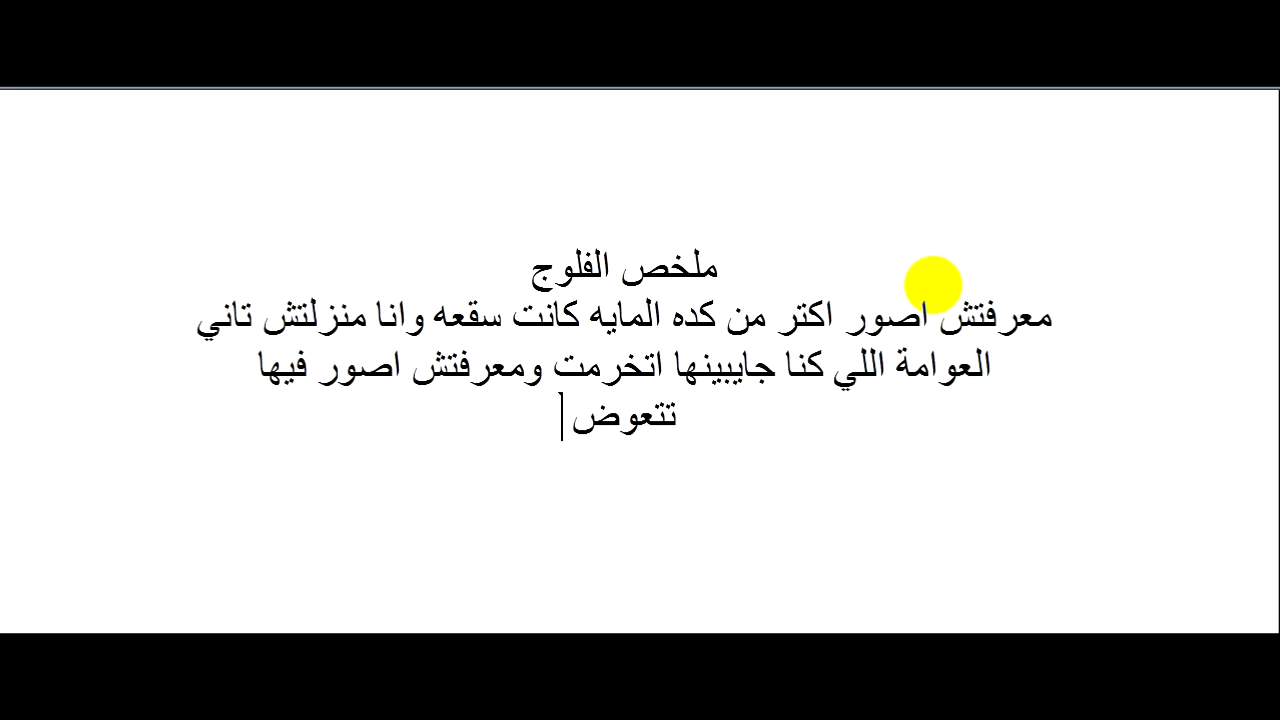 ملخص الفلوج
معرفتش اصور اكتر من كده المايه كانت سقعه وانا منزلتش تاني
العوامة اللي كنا جايبينها اتخرمت ومعرفتش اصور فيها
تتعوض